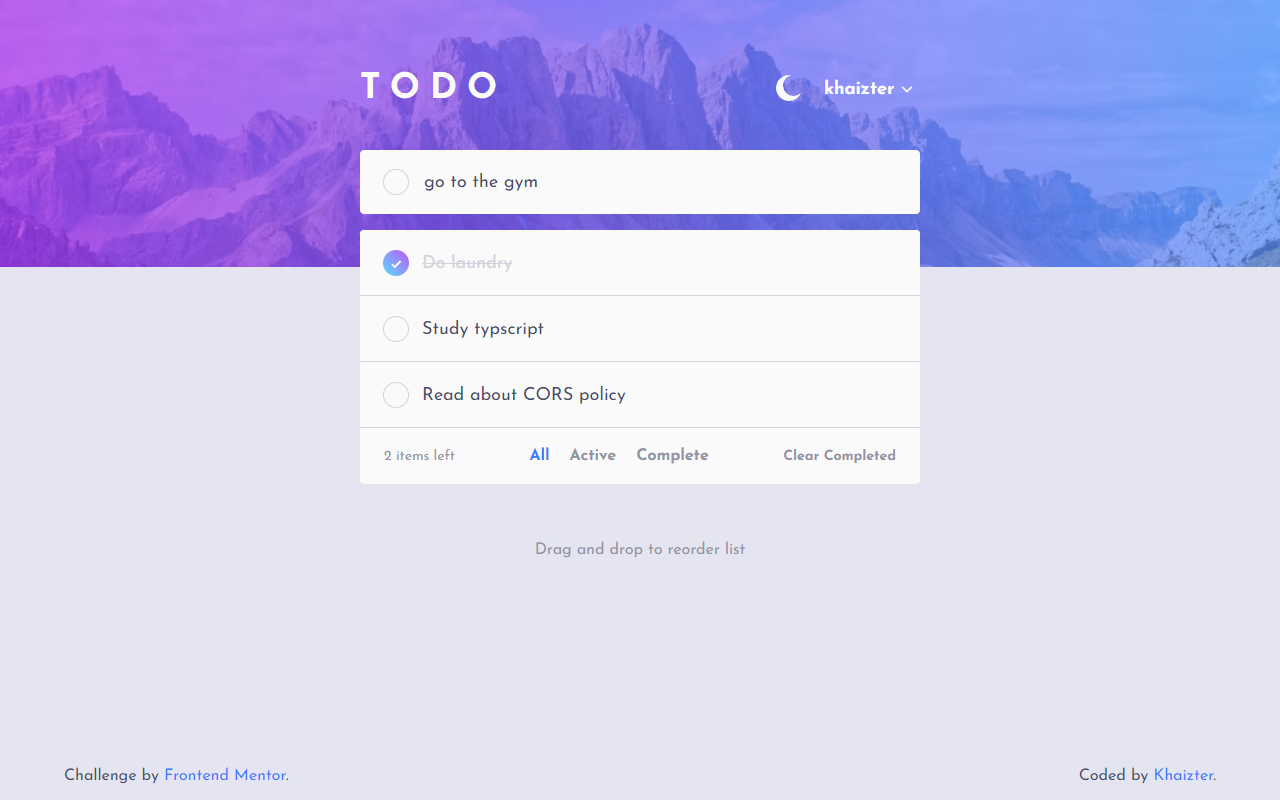 TODO
khaizter
go to the gym
Do laundry
Study typscript
Read about CORS policy
2 items left All Active Complete Clear Completed
Drag and drop to reorder list
Challenge by Frontend Mentor. Coded by Khaizter.